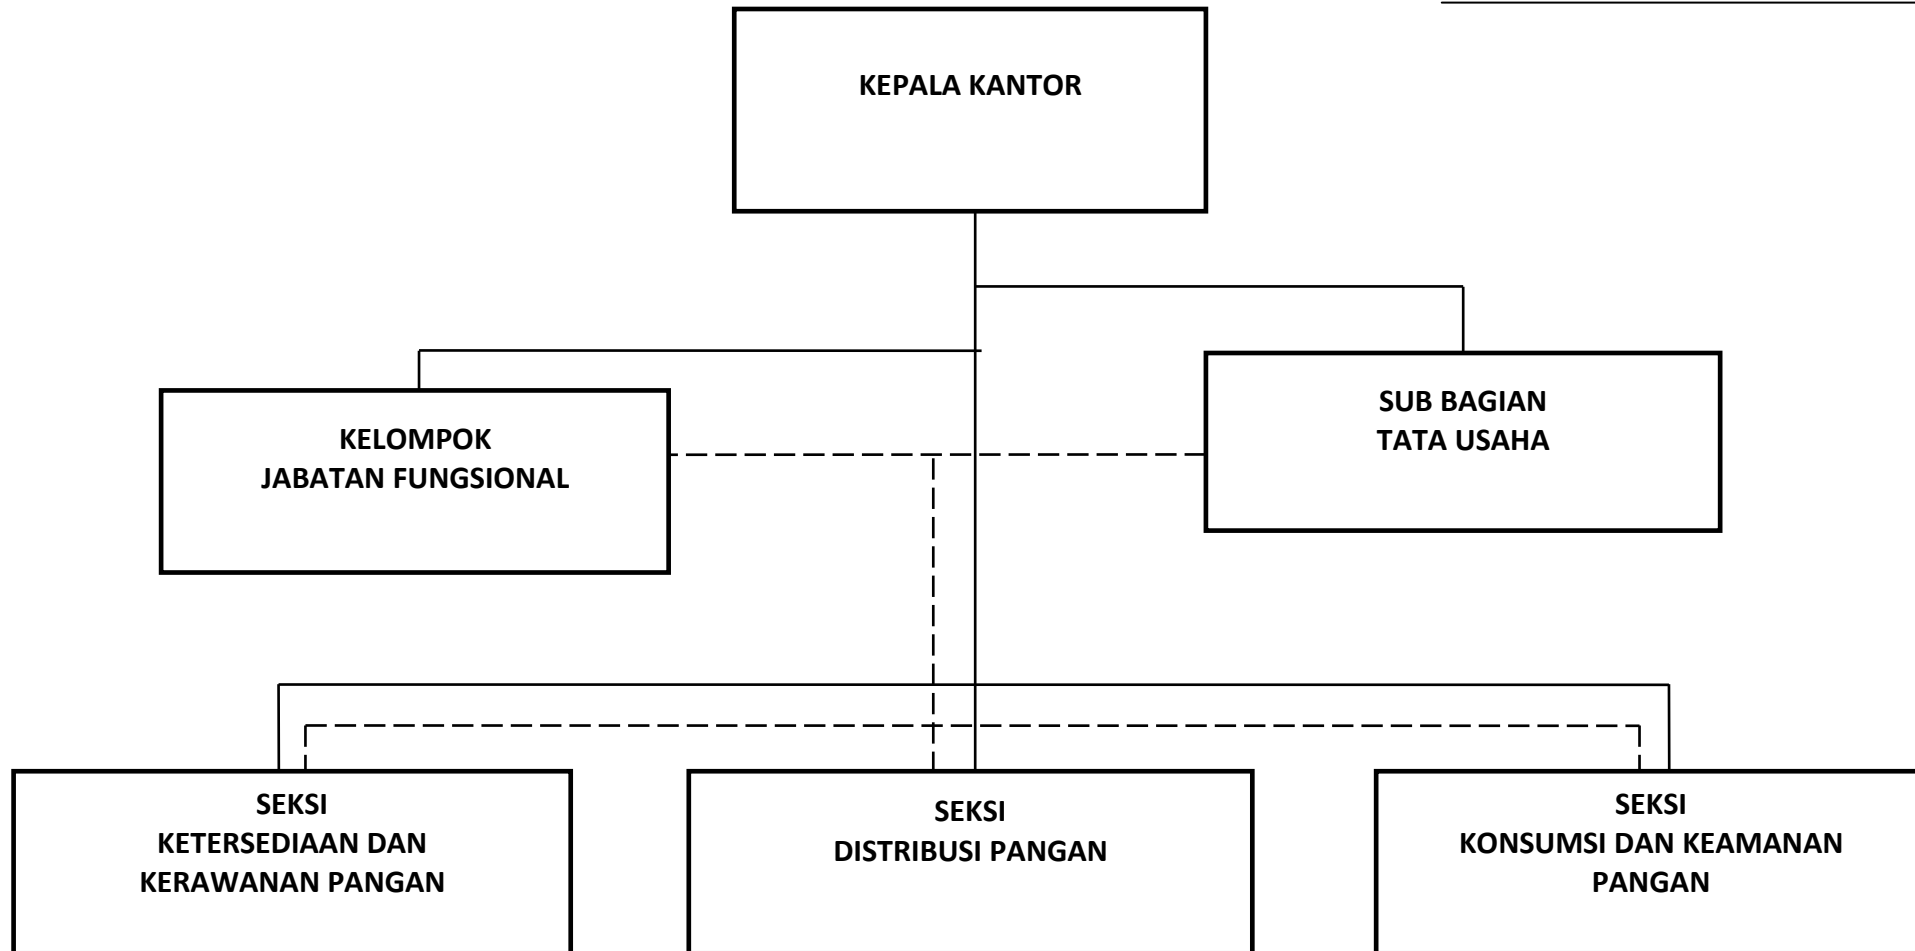 KEPALA KANTOR
KELOMPOK
JABATAN FUNGSIONAL
SUB BAGIAN
TATA USAHA
SEKSI
KETERSEDIAAN DAN
KERAWANAN PANGAN
SEKSI
DISTRIBUSI PANGAN
SEKSI
KONSUMSI DAN KEAMANAN
PANGAN